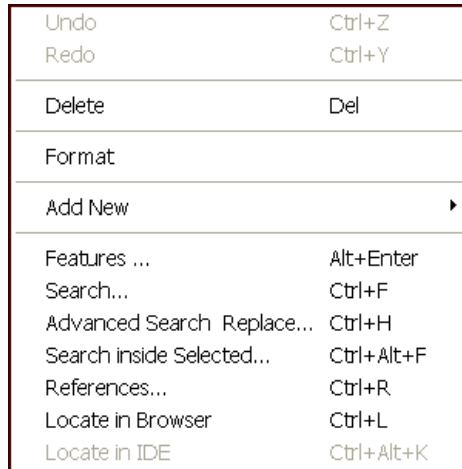 Undo Ctrl+Z
Redo Ctrl+Y
Delete Del
Format
Add New
Features ... Alt+Enter
Search... Ctrl+F
Advanced Search Replace... Ctrl+H
Search inside Selected... Ctrl+Alt+F
References... Ctrl+R
Locate in Browser Ctrl+L
Locate in IDE Ctrl+Alt+K